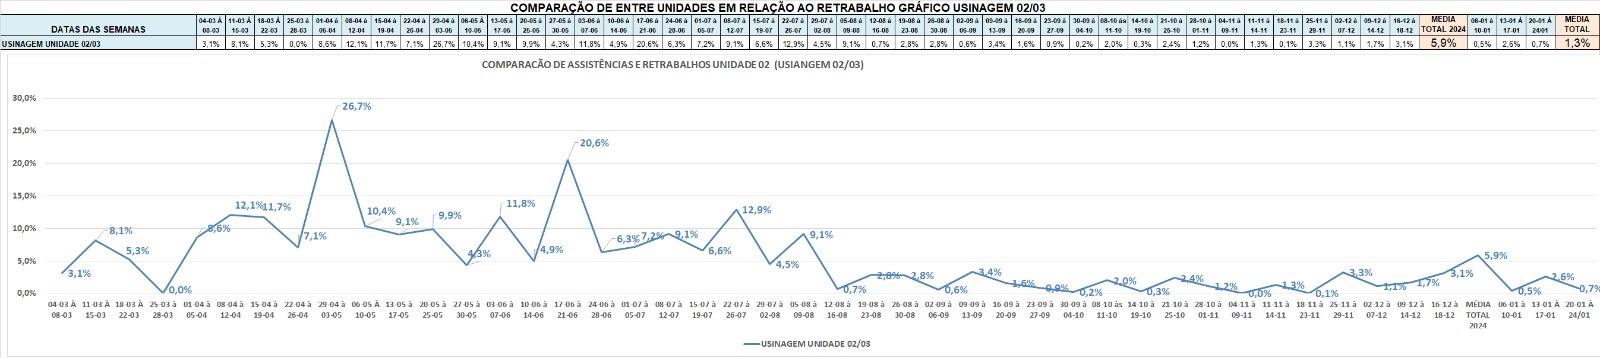 COMPARAÇÃO DE ENTRE UNIDADES EM RELAÇÃO AO RETRABALHO GRÁFICO USINAGEM 02/03
DATAS DAS SEMANAS 04-03 À 08-03 11-03 À 15-03 18-03 À 22-03 25-03 à 28-03 01-04 à 05-04 08-04 à 12-04 15-04 à 19-04 22-04 à 26-04 29-04 à 03-05 06-05 à 10-05 13-05 à 17-05 20-05 à 25-05 27-05 à 30-05 03-06 à 07-06 10-06 à 14-06 17-06 à 21-06 24-06 à 28-06 01-07 à 05-07 08-07 à 12-07 15-07 à 19-07 22-07 à 26-07 29-07 à 02-08 05-08 à 09-08 12-08 à 16-08 19-08 à 23-08 26-08 à 30-08 02-09 à 06-09 09-09 à 13-09 16-09 à 20-09 23-09 à 27-09 30-09 à 04-10 08-10 às 11-10 14-10 à 19-10 21-10 à 25-10 28-10 à 01-11 04-11 à 09-11 11-11 à 14-11 18-11 à 23-11 25-11 à 29-11 02-12 à 07-12 09-12 à 14-12 16-12 à 18-12 MÉDIA TOTAL 2024 06-01 à 10-01 13-01 À 17-01 20-01 À 24/01 MÉDIA TOTAL
USINAGEM UNIDADE 02/03 3,1% 8,1% 5,3% 0,0% 8,6% 12,1% 11,7% 7,1% 26,7% 10,4% 9,1% 9,9% 4,3% 11,8% 4,9% 20,6% 6,3% 7,2% 9,1% 6,6% 12,9% 4,5% 9,1% 0,7% 2,8% 2,8% 0,6% 3,4% 1,6% 0,9% 0,2% 2,0% 0,3% 2,4% 1,2% 0,0% 1,3% 0,1% 3,3% 1,1% 1,7% 3,1% 5,9% 0,5% 2,6% 0,7% 1,3%
COMPARACÃO DE ASSISTÊNCIAS E RETRABALHOS UNIDADE 02 (USIANGEM 02/03)
30,0%
25,0%
20,0%
15,0%
10,0%
5,0%
0,0%
3,1% 8,1% 5,3% 0,0% 8,6% 12,1% 11,7% 7,1% 26,7% 10,4% 9,1% 9,9% 4,3% 11,8% 4,9% 20,6% 6,3% 7,2% 9,1% 6,6% 12,9% 4,5% 9,1% 0,7% 2,8% 2,8% 0,6% 3,4% 1,6% 0,9% 0,2% 2,0% 0,3% 2,4% 1,2% 0,0% 1,3% 0,1% 3,3% 1,1% 1,7% 3,1% 5,9% 0,5% 2,6% 0,7%
04-03 À 11-03 À 18-03 À 25-03 à 01-04 à 08-04 à 15-04 à 22-04 à 29-04 à 06-05 À 13-05 à 20-05 à 27-05 à 03-06 à 10-06 à 17-06 à 24-06 à 01-07 à 08-07 à 15-07 à 22-07 à 29-07 à 05-08 à 12-08 à 19-08 à 26-08 à 02-09 à 09-09 à 16-09 à 23-09 à 30-09 à 08-10 às 14-10 à 21-10 à 28-10 à 04-11 à 11-11 à 18-11 à 25-11 à 02-12 à 09-12 à 16-12 à MÉDIA 06-01 à 13-01 À 20-01 À
08-03 15-03 22-03 28-03 05-04 12-04 19-04 26-04 03-05 10-05 17-05 25-05 30-05 07-06 14-06 21-06 28-06 05-07 12-07 19-07 26-07 02-08 09-08 16-08 23-08 30-08 06-09 13-09 20-09 27-09 04-10 11-10 19-10 25-10 01-11 09-11 14-11 23-11 29-11 07-12 14-12 18-12 TOTAL 10-01 17-01 24/01
2024
USINAGEM UNIDADE 02/03